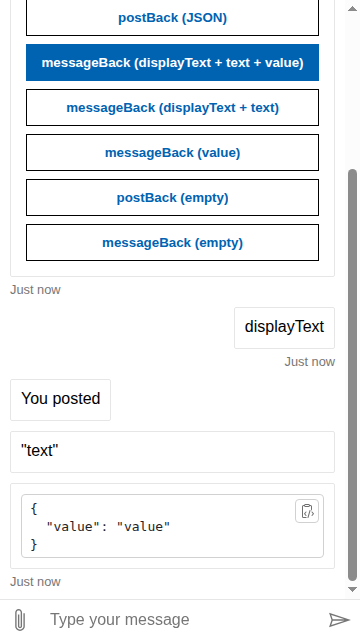 postBack (JSON)
messageBack (displayText + text + value)
messageBack (displayText + text)
messageBack (value)
postBack (empty)
messageBack (empty)
Just now
displayText
Just now
You posted
"text"
{
  "value": "value"
}
Just now
Type your message